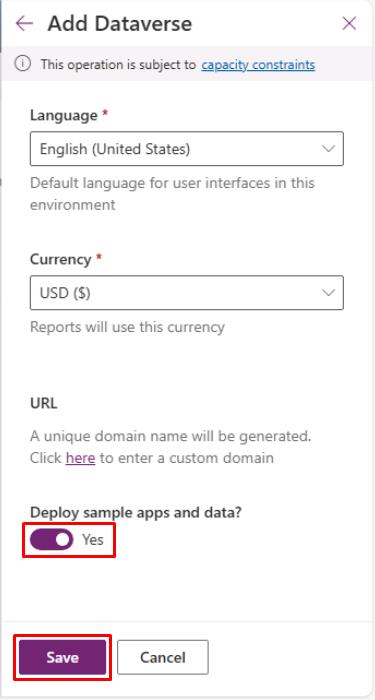 Add Dataverse
This operation is subject to capacity constraints
Language *
English (United States)
Default language for user interfaces in this
environment
Currency *
USD ($)
Reports will use this currency
URL
A unique domain name will be generated.
Click here to enter a custom domain
Deploy sample apps and data?
Yes
Save Cancel